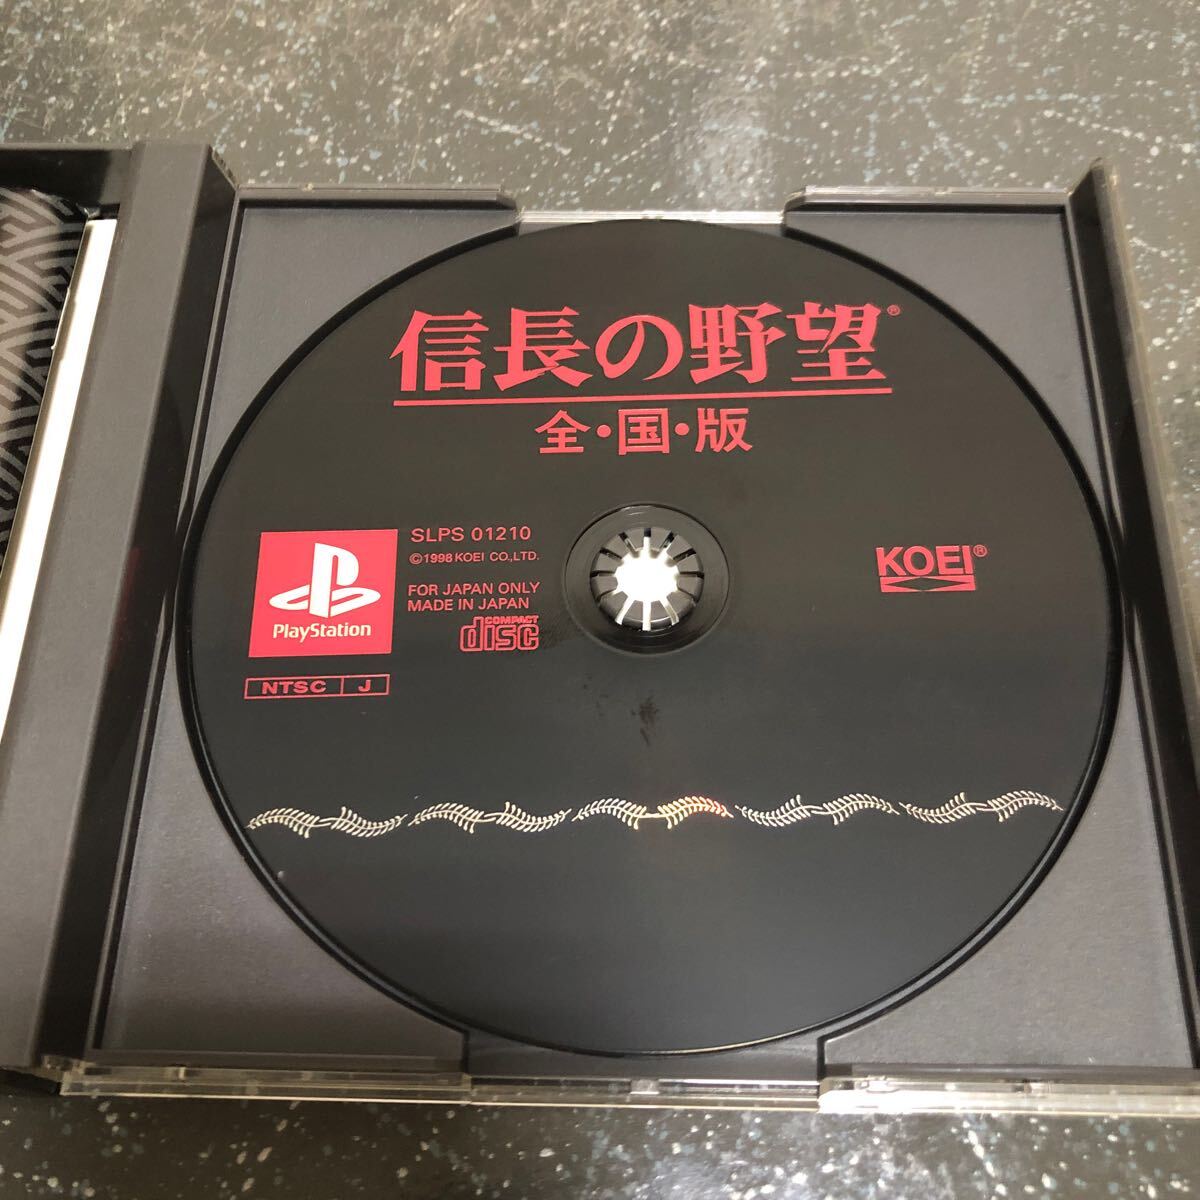 信長の野望®
全・国・版
SLPS 01210
©1998 KOEI CO.,LTD.
FOR JAPAN ONLY
MADE IN JAPAN
COMPACT
disc
PlayStation
NTSC J
KOEI®